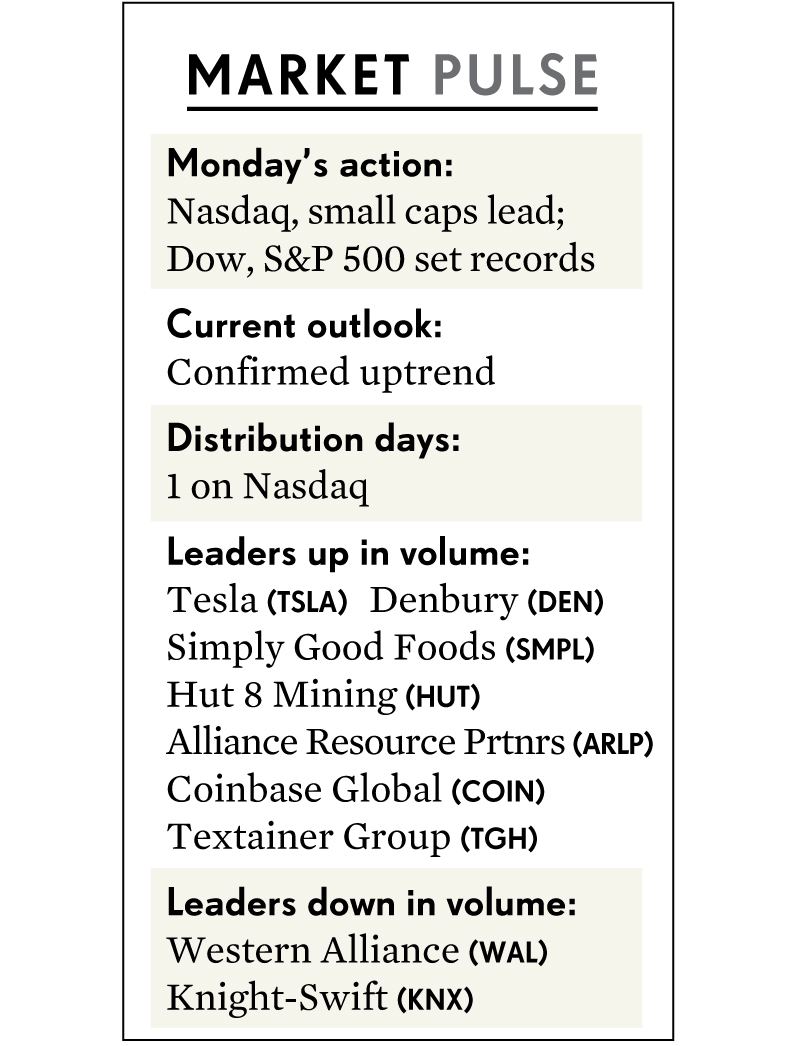 MARKET PULSE
Monday’s action:
Nasdaq, small caps lead;
Dow, S&P 500 set records
Current outlook:
Confirmed uptrend
Distribution days:
1 on Nasdaq
Leaders up in volume:
Tesla (TSLA) Denbury (DEN)
Simply Good Foods (SMPL)
Hut 8 Mining (HUT)
Alliance Resource Prtnrs (ARLP)
Coinbase Global (COIN)
Textainer Group (TGH)
Leaders down in volume:
Western Alliance (WAL)
Knight-Swift (KNX)